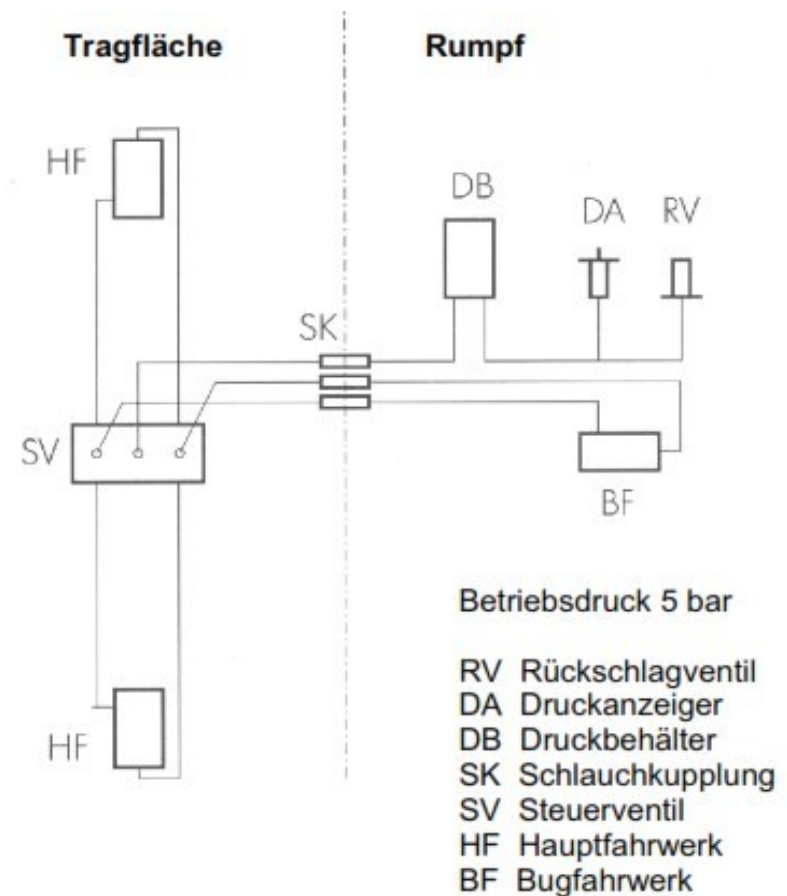 Tragfläche
Rumpf
HF
DB
DA
RV
SK
SV
BF
HF
Betriebsdruck 5 bar
RV Rückschlagventil
DA Druckanzeiger
DB Druckbehälter
SK Schlauchkupplung
SV Steuerventil
HF Hauptfahrwerk
BF Bugfahrwerk